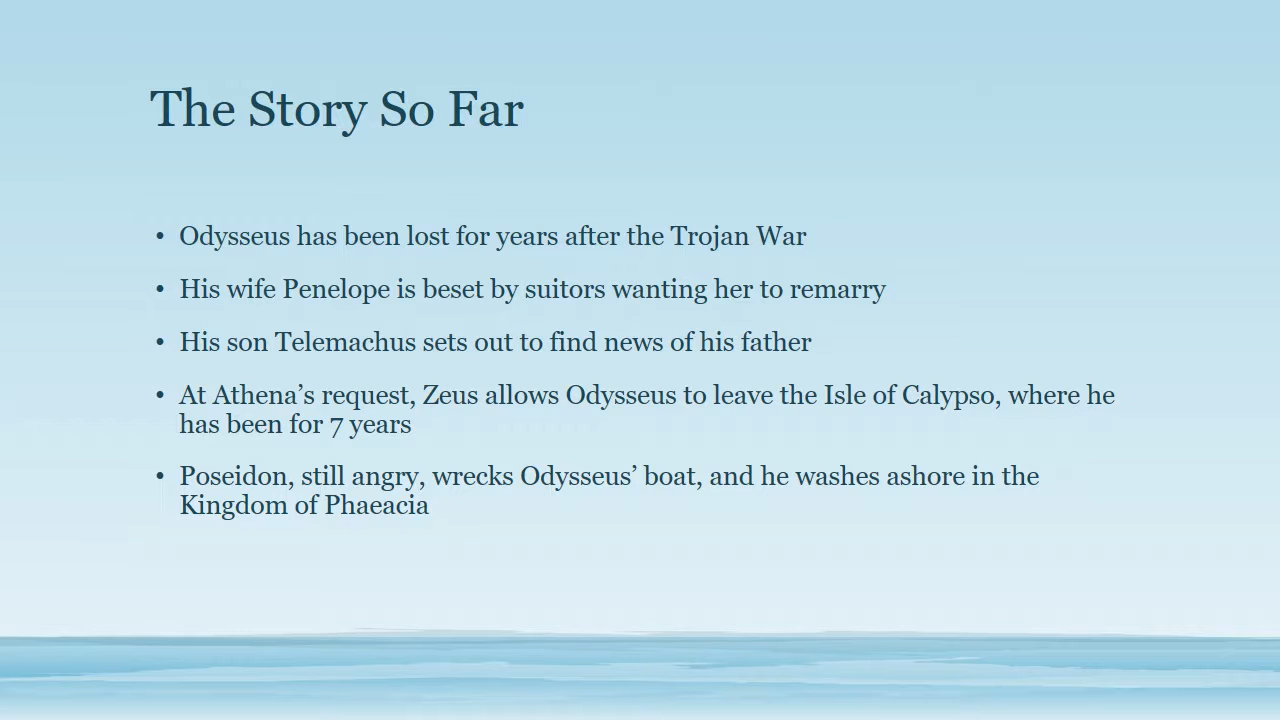 The Story So Far
• Odysseus has been lost for years after the Trojan War
• His wife Penelope is beset by suitors wanting her to remarry
• His son Telemachus sets out to find news of his father
• At Athena’s request, Zeus allows Odysseus to leave the Isle of Calypso, where he
has been for 7 years
• Poseidon, still angry, wrecks Odysseus’ boat, and he washes ashore in the
Kingdom of Phaeacia